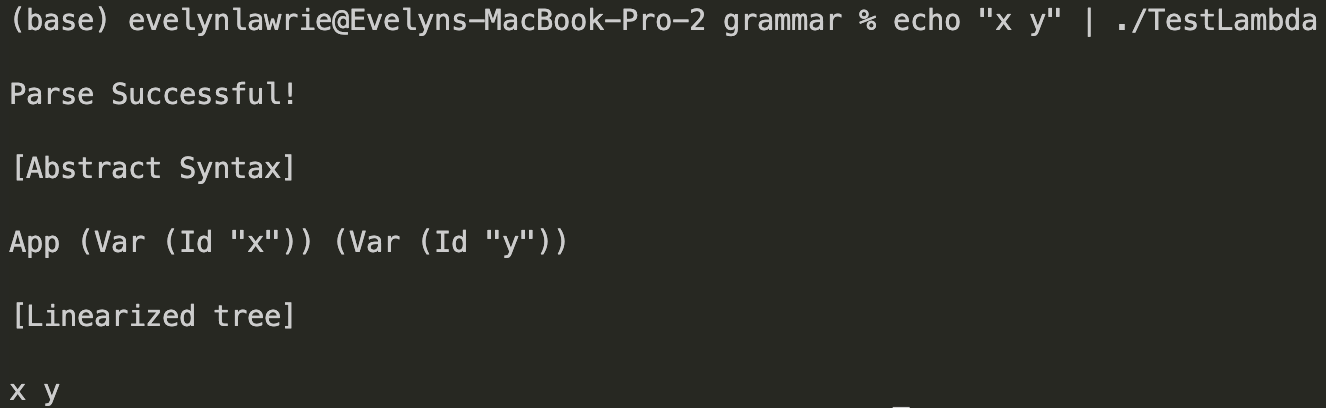 (base) evelynlawrie@Evelyns-MacBook-Pro-2 grammar % echo "x y" | ./TestLambda
Parse Successful!
[Abstract Syntax]
App (Var (Id "x")) (Var (Id "y"))
[Linearized tree]
x y